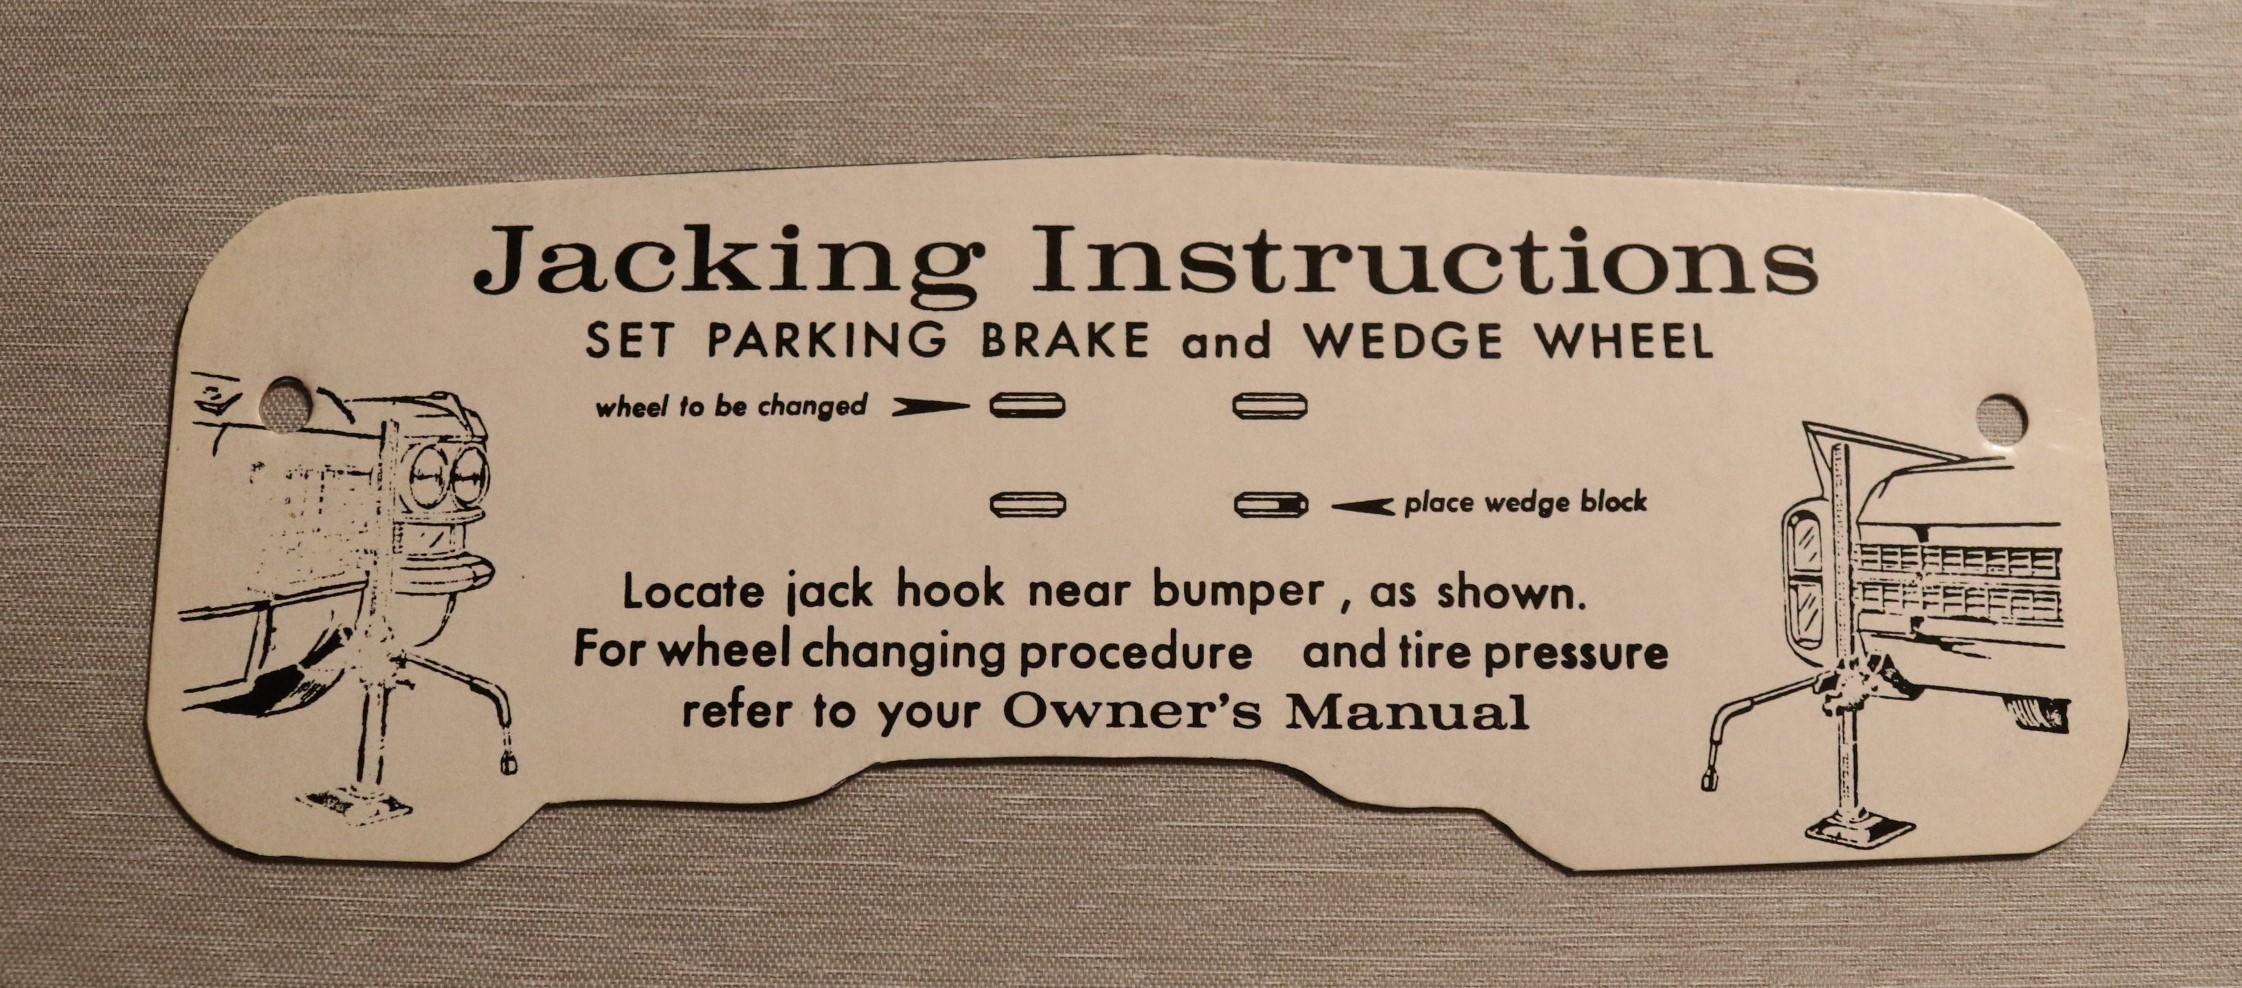 Jacking Instructions
SET PARKING BRAKE and WEDGE WHEEL
wheel to be changed
place wedge block
Locate jack hook near bumper, as shown.
For wheel changing procedure and tire pressure
refer to your Owner's Manual